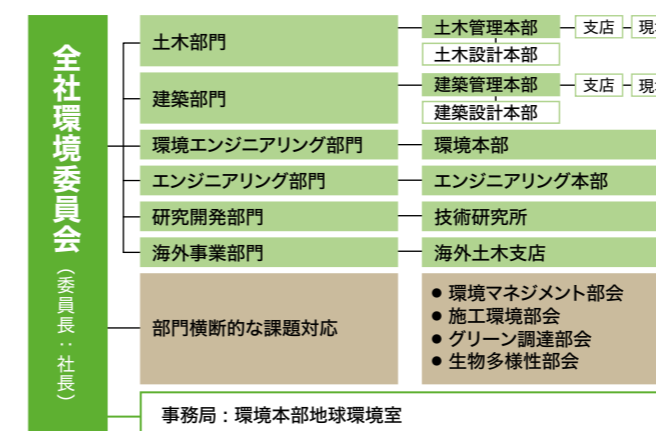 全社環境委員会
（委員長：社長）
土木部門
土木管理本部
支店
現
土木設計本部
建築部門
建築管理本部
支店
現
建築設計本部
環境エンジニアリング部門
環境本部
エンジニアリング部門
エンジニアリング本部
研究開発部門
技術研究所
海外事業部門
海外土木支店
部門横断的な課題対応
● 環境マネジメント部会
● 施工環境部会
● グリーン調達部会
● 生物多様性部会
事務局：環境本部地球環境室